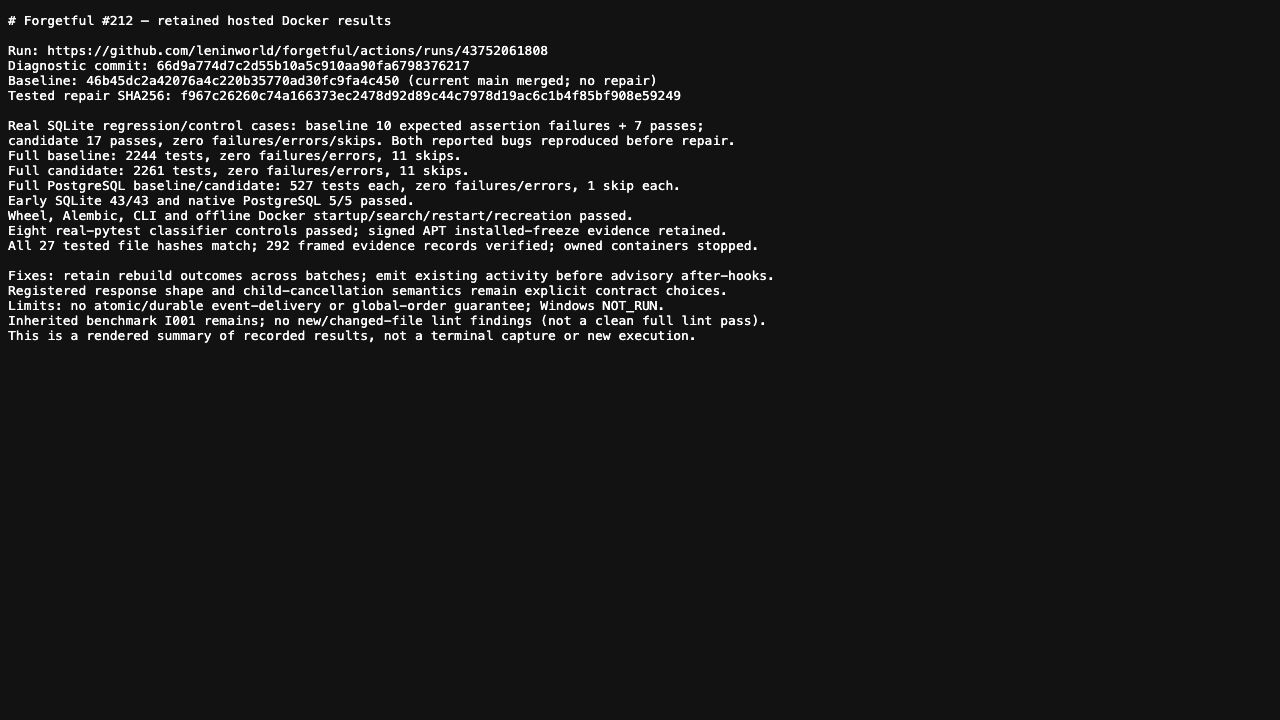 # Forgetful #212 — retained hosted Docker results
Run: https://github.com/leninworld/forgetful/actions/runs/43752061808
Diagnostic commit: 66d9a774d7c2d55b10a5c910aa90fa6798376217
Baseline: 46b45dc2a42076a4c220b35770ad30fc9fa4c450 (current main merged; no repair)
Tested repair SHA256: f967c26260c74a166373ec2478d92d89c44c7978d19ac6c1b4f85bf908e59249
Real SQLite regression/control cases: baseline 10 expected assertion failures + 7 passes;
candidate 17 passes, zero failures/errors/skips. Both reported bugs reproduced before repair.
Full baseline: 2244 tests, zero failures/errors, 11 skips.
Full candidate: 2261 tests, zero failures/errors, 11 skips.
Full PostgreSQL baseline/candidate: 527 tests each, zero failures/errors, 1 skip each.
Early SQLite 43/43 and native PostgreSQL 5/5 passed.
Wheel, Alembic, CLI and offline Docker startup/search/restart/recreation passed.
Eight real-pytest classifier controls passed; signed APT installed-freeze evidence retained.
All 27 tested file hashes match; 292 framed evidence records verified; owned containers stopped.
Fixes: retain rebuild outcomes across batches; emit existing activity before advisory after-hooks.
Registered response shape and child-cancellation semantics remain explicit contract choices.
Limits: no atomic/durable event-delivery or global-order guarantee; Windows NOT_RUN.
Inherited benchmark I001 remains; no new/changed-file lint findings (not a clean full lint pass).
This is a rendered summary of recorded results, not a terminal capture or new execution.